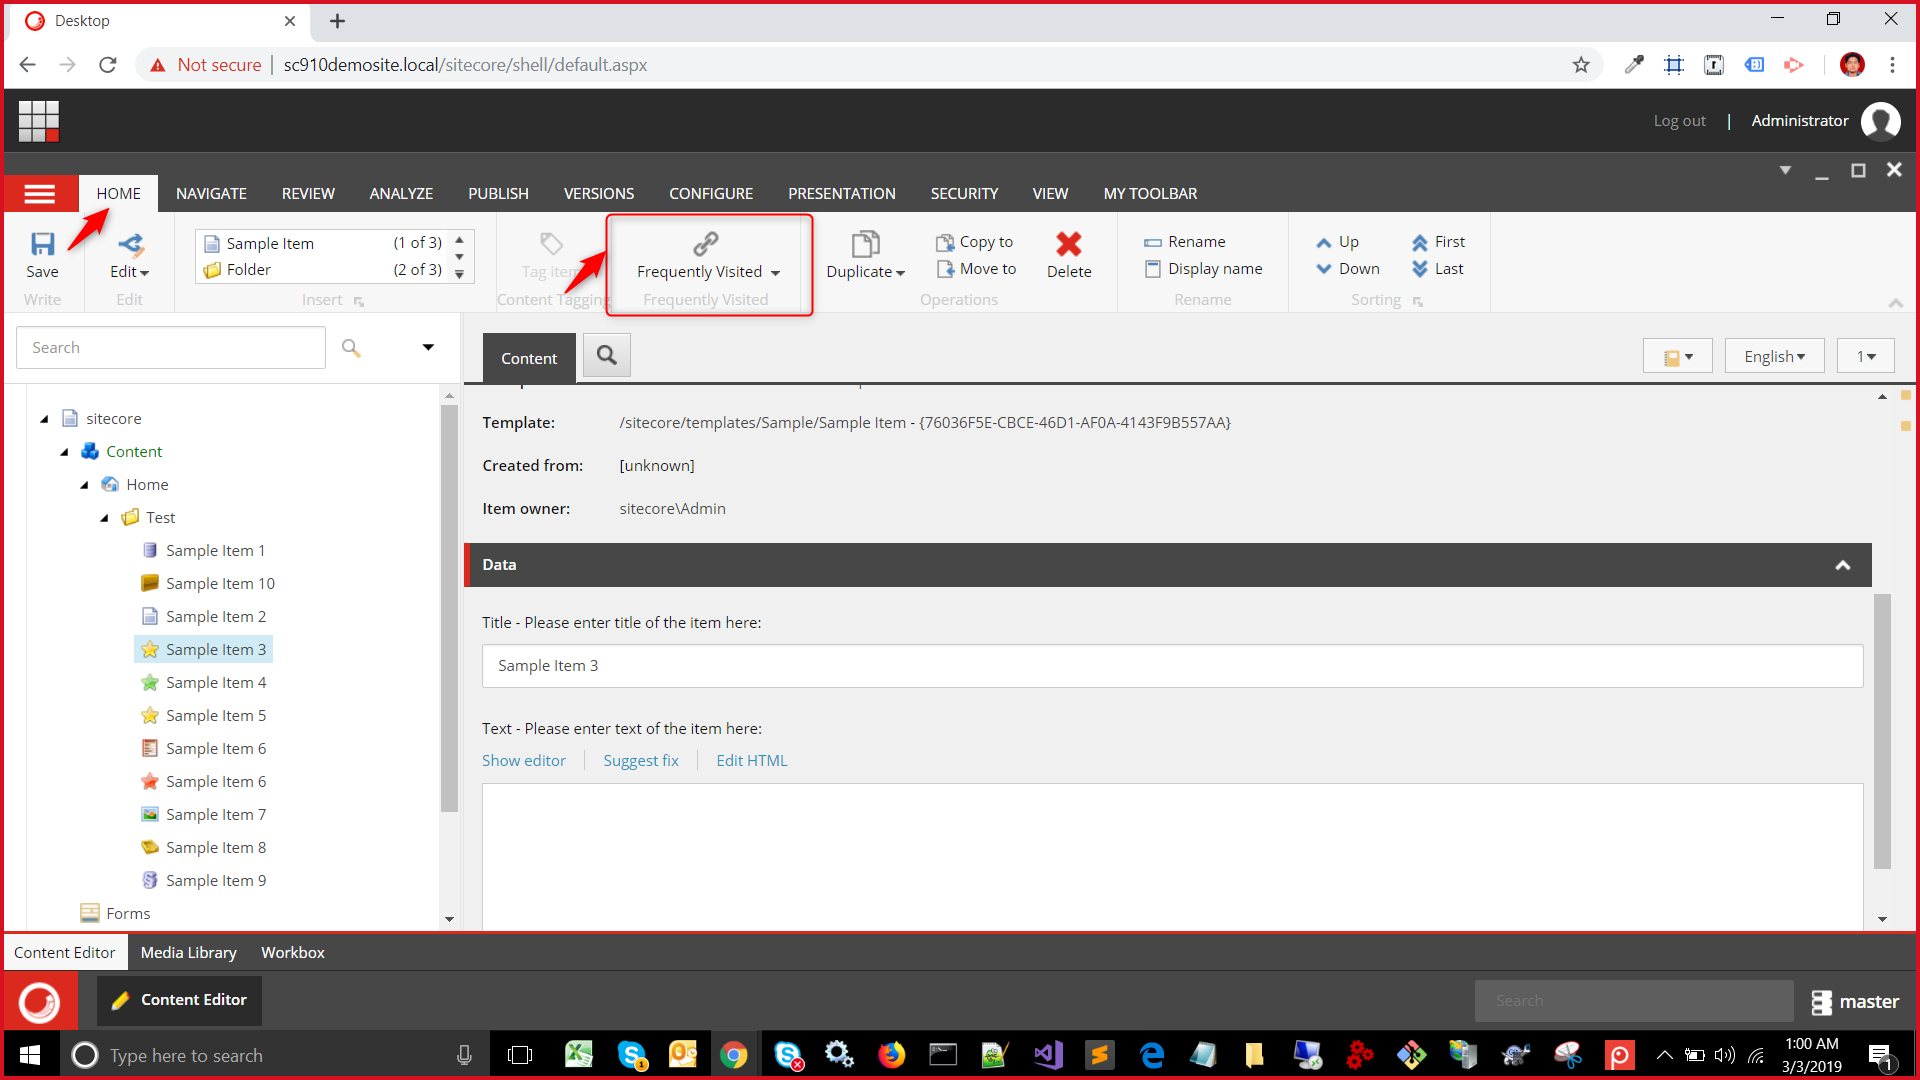 Desktop
Not secure | sc910demosite.local/sitecore/shell/default.aspx
Log out | Administrator
HOME NAVIGATE REVIEW ANALYZE PUBLISH VERSIONS CONFIGURE PRESENTATION SECURITY VIEW MY TOOLBAR
Sample Item (1 of 3)
Folder (2 of 3)
Save
Edit
Tag item
Frequently Visited
Duplicate
Copy to
Move to
Delete
Rename
Display name
Up
Down
First
Last
Write Edit Insert Content Tagging Frequently Visited Operations Rename Sorting
Search
Content
English
1
sitecore
Content
Home
Test
Sample Item 1
Sample Item 10
Sample Item 2
Sample Item 3
Sample Item 4
Sample Item 5
Sample Item 6
Sample Item 6
Sample Item 7
Sample Item 8
Sample Item 9
Forms
Template: /sitecore/templates/Sample/Sample Item - {76036F5E-CBCE-46D1-AF0A-4143F9B557AA}
Created from: [unknown]
Item owner: sitecore\Admin
Data
Title - Please enter title of the item here:
Sample Item 3
Text - Please enter text of the item here:
Show editor Suggest fix Edit HTML
Content Editor Media Library Workbox
Content Editor
Search
master
Type here to search
1:00 AM
3/3/2019
1